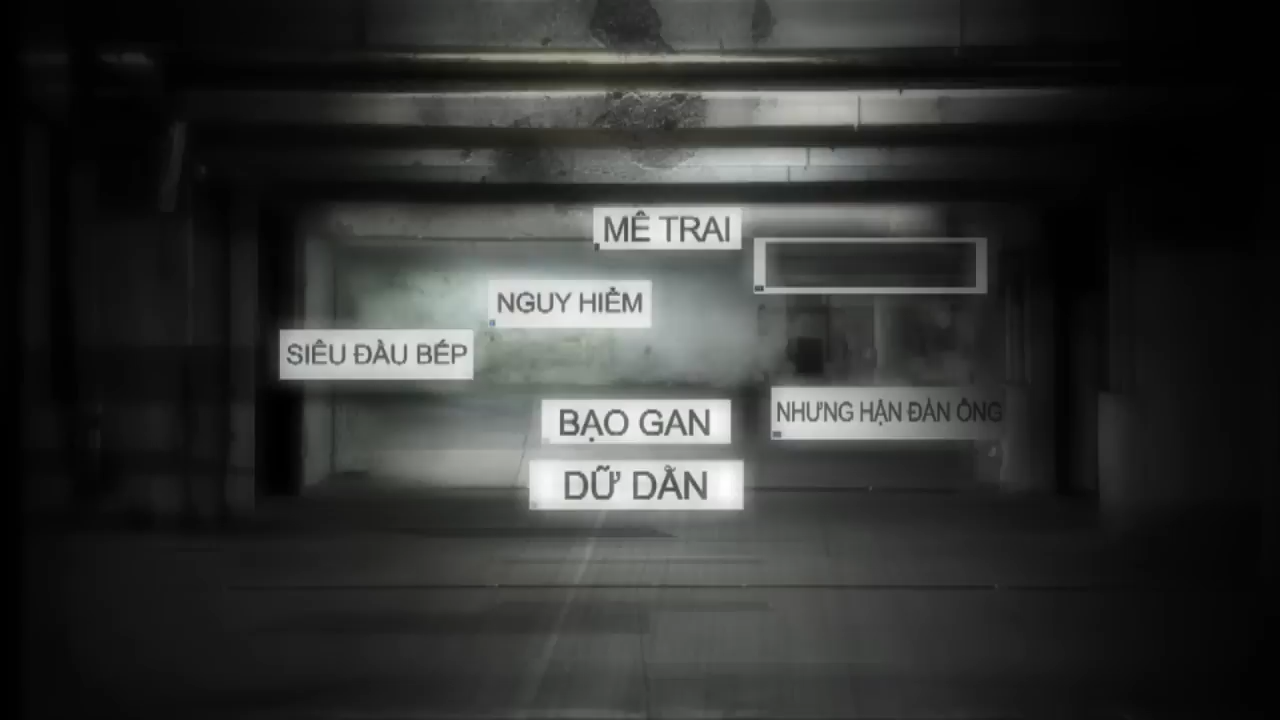 MÊ TRAI
NGUY HIỂM
SIÊU ĐẦU BẾP
BẠO GAN
NHƯNG HẬN ĐÀN ÔNG
DỮ DẰN